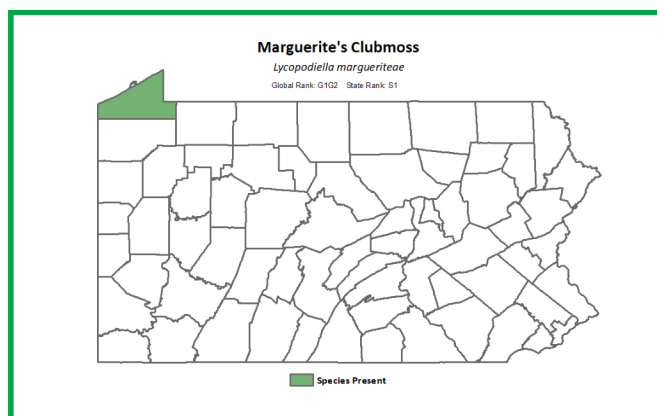 Marguerite's Clubmoss
Lycopodiella margueriteae
Global Rank: G1G2 State Rank: S1
Species Present